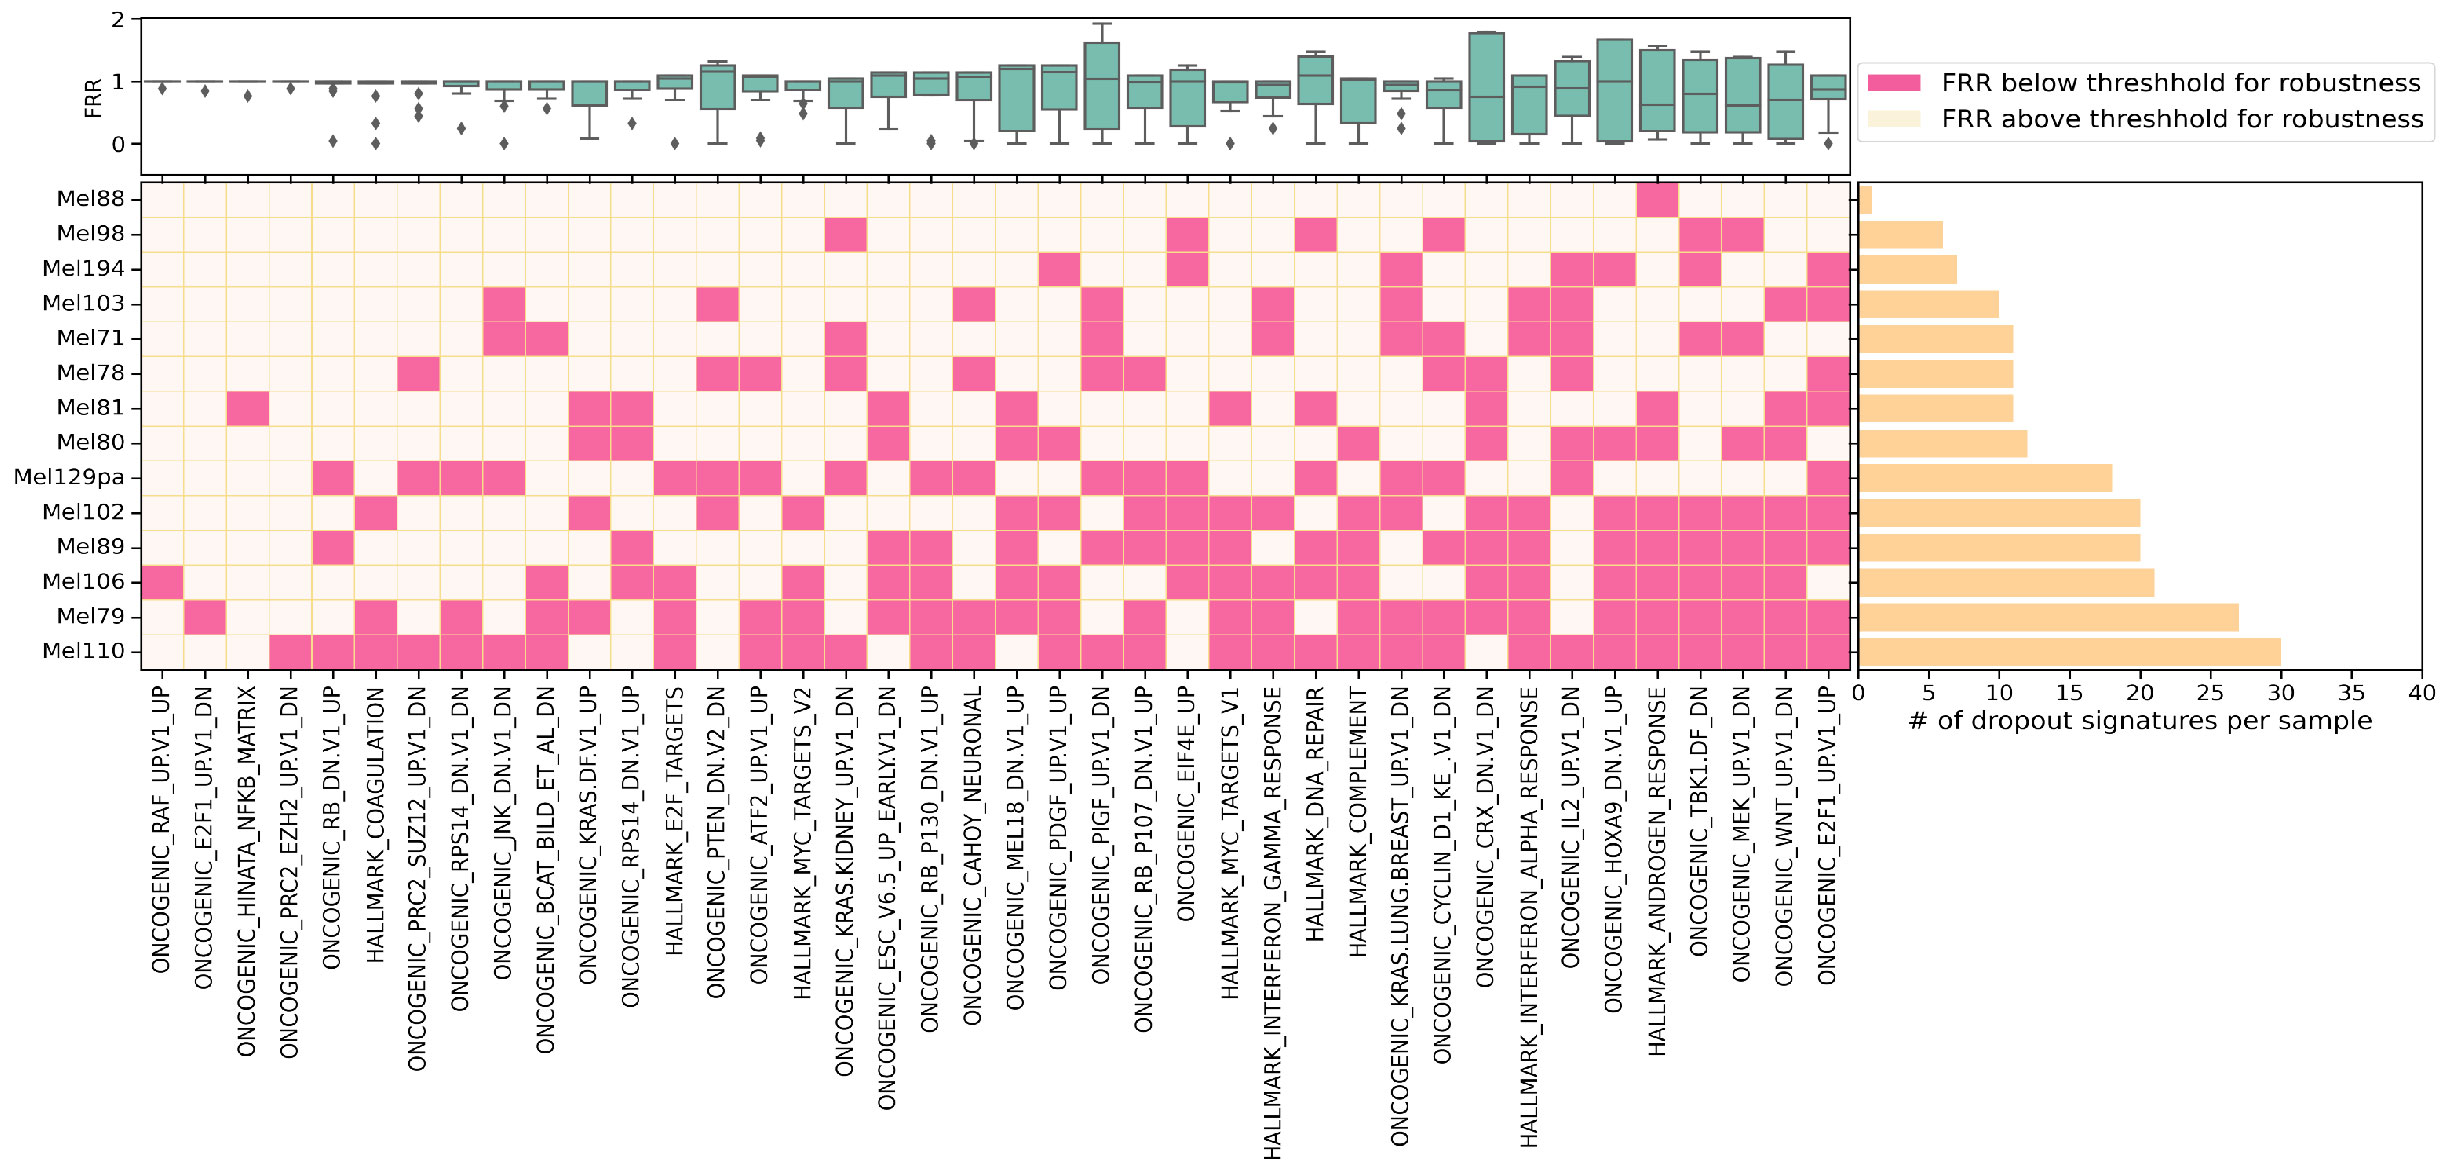 2
1
0
FRR
FRR below threshhold for robustness
FRR above threshhold for robustness
Mel88
Mel98
Mel194
Mel103
Mel71
Mel78
Mel81
Mel80
Mel129pa
Mel102
Mel89
Mel106
Mel79
Mel110
0 5 10 15 20 25 30 35 40
# of dropout signatures per sample
ONCOGENIC_RAF_UP.V1_UP
ONCOGENIC_E2F1_UP.V1_DN
ONCOGENIC_HINATA_NFKB_MATRIX
ONCOGENIC_PRC2_EZH2_UP.V1_DN
ONCOGENIC_RB_DN.V1_UP
HALLMARK_COAGULATION
ONCOGENIC_PRC2_SUZ12_UP.V1_DN
ONCOGENIC_RPS14_DN.V1_DN
ONCOGENIC_JNK_DN.V1_DN
ONCOGENIC_BCAT_BILD_ET_AL_DN
ONCOGENIC_KRAS.DF.V1_UP
ONCOGENIC_RPS14_DN.V1_UP
HALLMARK_E2F_TARGETS
ONCOGENIC_PTEN_DN.V2_DN
ONCOGENIC_ATF2_UP.V1_UP
HALLMARK_MYC_TARGETS_V2
ONCOGENIC_KRAS.KIDNEY_UP.V1_DN
ONCOGENIC_ESC_V6.5_UP_EARLY.V1_DN
ONCOGENIC_RB_P130_DN.V1_UP
ONCOGENIC_CAHOY_NEURONAL
ONCOGENIC_MEL18_DN.V1_UP
ONCOGENIC_PDGF_UP.V1_UP
ONCOGENIC_PIGF_UP.V1_DN
ONCOGENIC_RB_P107_DN.V1_UP
ONCOGENIC_EIF4E_UP
HALLMARK_MYC_TARGETS_V1
HALLMARK_INTERFERON_GAMMA_RESPONSE
HALLMARK_DNA_REPAIR
HALLMARK_COMPLEMENT
ONCOGENIC_KRAS.LUNG.BREAST_UP.V1_DN
ONCOGENIC_CYCLIN_D1_KE_.V1_DN
ONCOGENIC_CRX_DN.V1_DN
HALLMARK_INTERFERON_ALPHA_RESPONSE
ONCOGENIC_IL2_UP.V1_DN
ONCOGENIC_HOXA9_DN.V1_UP
HALLMARK_ANDROGEN_RESPONSE
ONCOGENIC_TBK1.DF_DN
ONCOGENIC_MEK_UP.V1_DN
ONCOGENIC_WNT_UP.V1_DN
ONCOGENIC_E2F1_UP.V1_UP